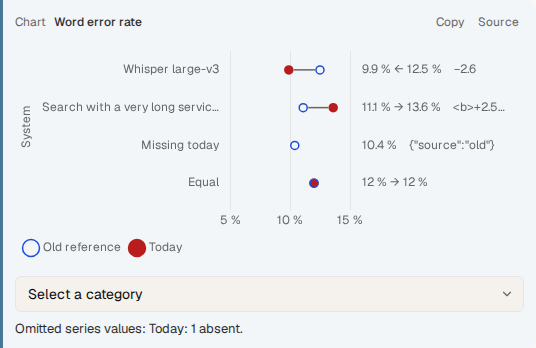 Chart Word error rate Copy Source
Whisper large-v3 9.9 % ← 12.5 % −2.6
Search with a very long servic… 11.1 % → 13.6 % <b>+2.5…
Missing today 10.4 % {"source":"old"}
Equal 12 % → 12 %
System
5 % 10 % 15 %
Old reference Today
Select a category
Omitted series values: Today: 1 absent.